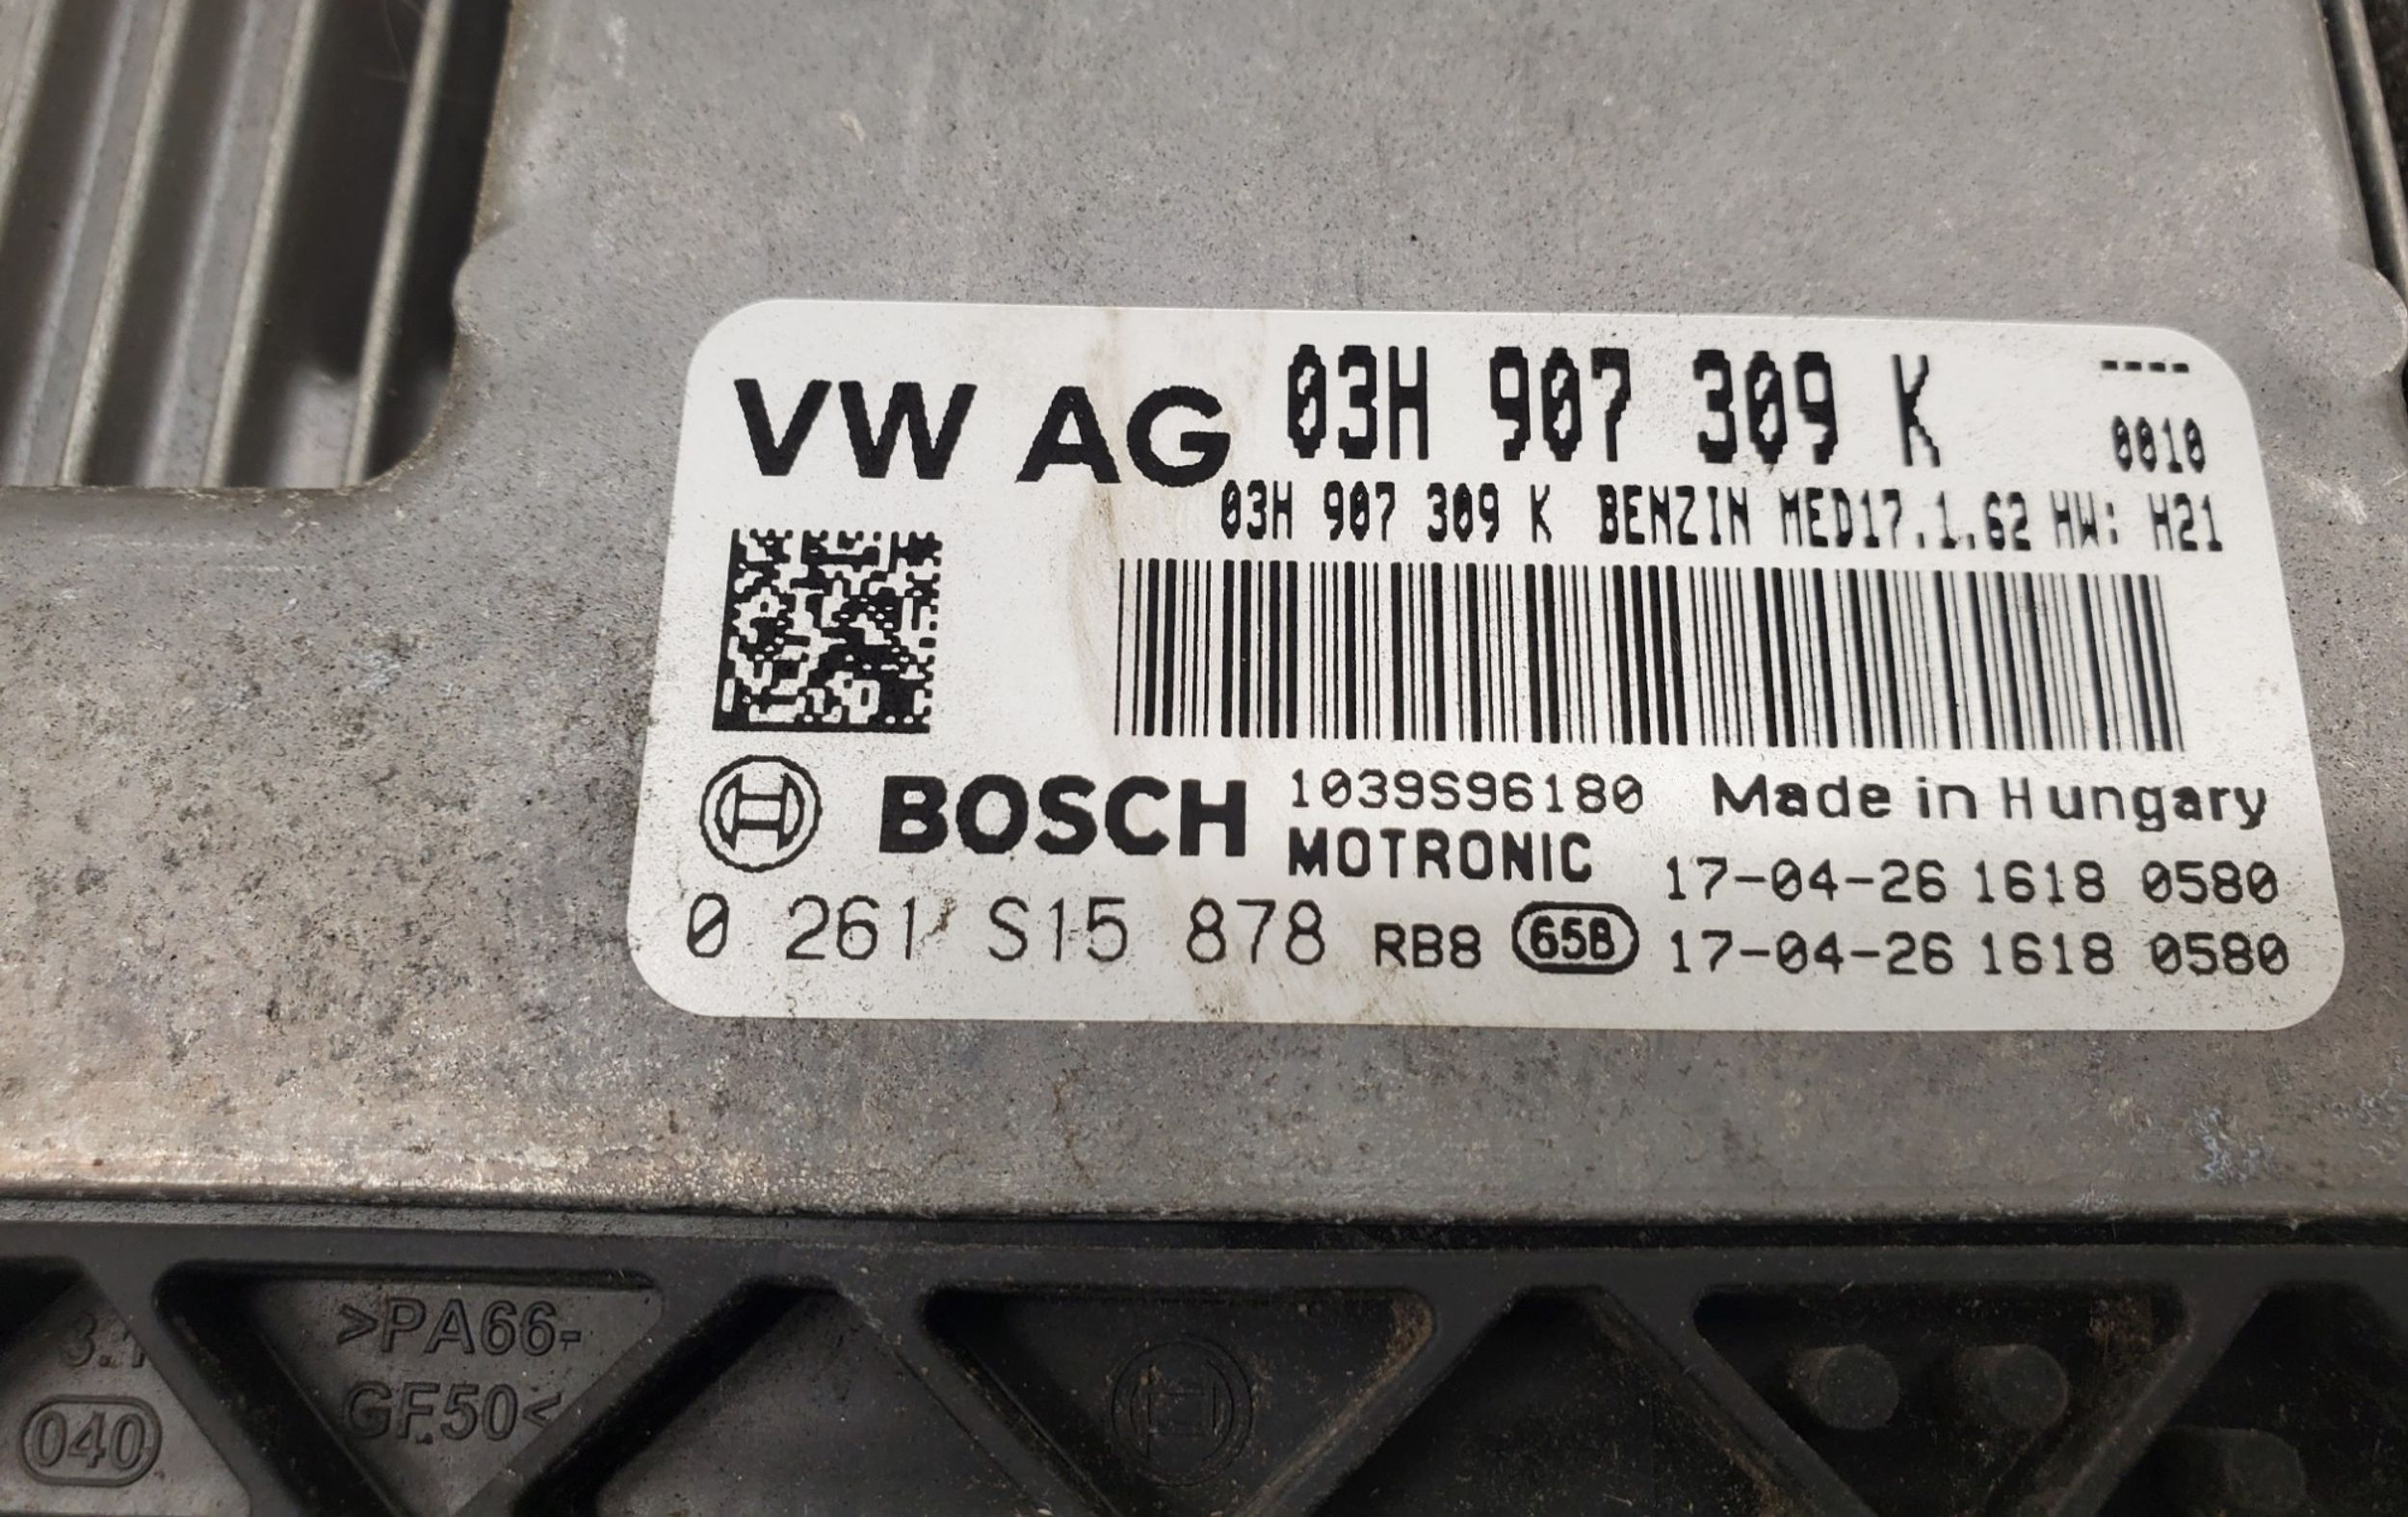 VW AG 03H 907 309 K ----
0010
03H 907 309 K BENZIN MED17.1.62 HW: H21
BOSCH 1039S96180 Made in Hungary
MOTRONIC 17-04-26 1618 0580
0 261 S15 878 RB8 65B 17-04-26 1618 0580
>PA66-
GF50<
040